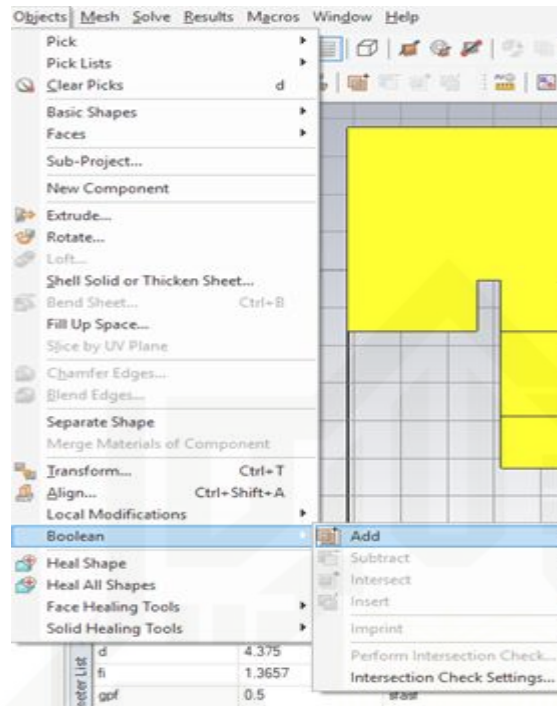 Objects Mesh Solve Results Macros Window Help
Pick
Pick Lists
Clear Picks d
Basic Shapes
Faces
Sub-Project...
New Component
Extrude...
Rotate...
Loft...
Shell Solid or Thicken Sheet...
Bend Sheet... Ctrl+B
Fill Up Space...
Slice by UV Plane
Chamfer Edges...
Blend Edges...
Separate Shape
Merge Materials of Component
Transform... Ctrl+T
Align... Ctrl+Shift+A
Local Modifications
Boolean
Add
Subtract
Intersect
Insert
Imprint
Perform Intersection Check...
Intersection Check Settings...
Heal Shape
Heal All Shapes
Face Healing Tools
Solid Healing Tools
d 4.375
fi 1.3657
gpf 0.5
meter List